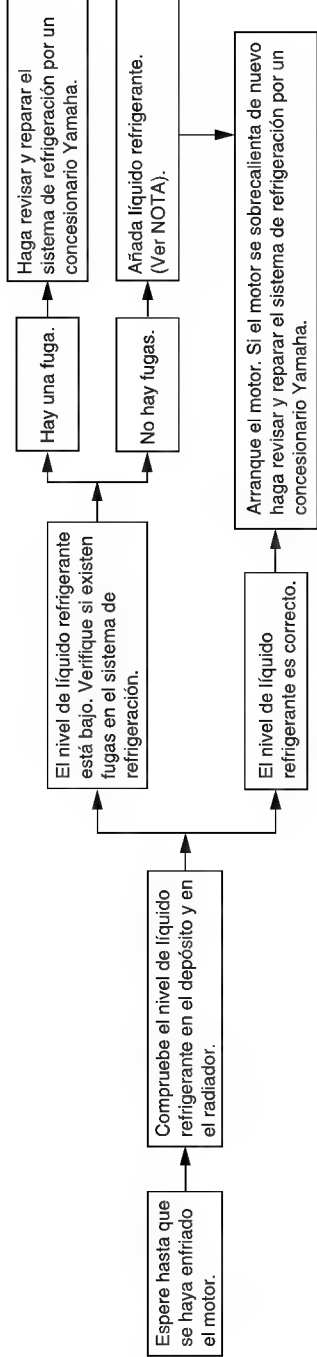 Espere hasta que
se haya enfriado
el motor.
Compruebe el nivel de líquido
refrigerante en el depósito y en
el radiador.
El nivel de líquido refrigerante
está bajo. Verifique si existen
fugas en el sistema de
refrigeración.
Hay una fuga.
Haga revisar y reparar el
sistema de refrigeración por un
concesionario Yamaha.
No hay fugas.
Añada líquido refrigerante.
(Ver NOTA).
El nivel de líquido
refrigerante es correcto.
Arranque el motor. Si el motor se sobrecalienta de nuevo
haga revisar y reparar el sistema de refrigeración por un
concesionario Yamaha.